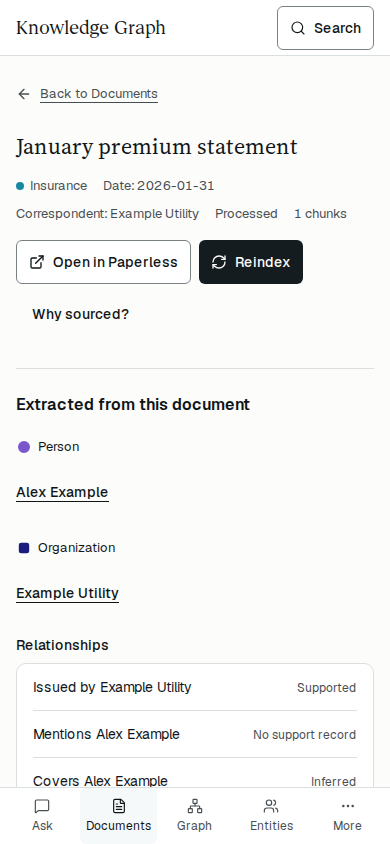 Knowledge Graph
Search
Back to Documents
January premium statement
Insurance Date: 2026-01-31
Correspondent: Example Utility Processed 1 chunks
Open in Paperless Reindex
Why sourced?
Extracted from this document
Person
Alex Example
Organization
Example Utility
Relationships
Issued by Example Utility Supported
Mentions Alex Example No support record
Covers Alex Example Inferred
Ask Documents Graph Entities More